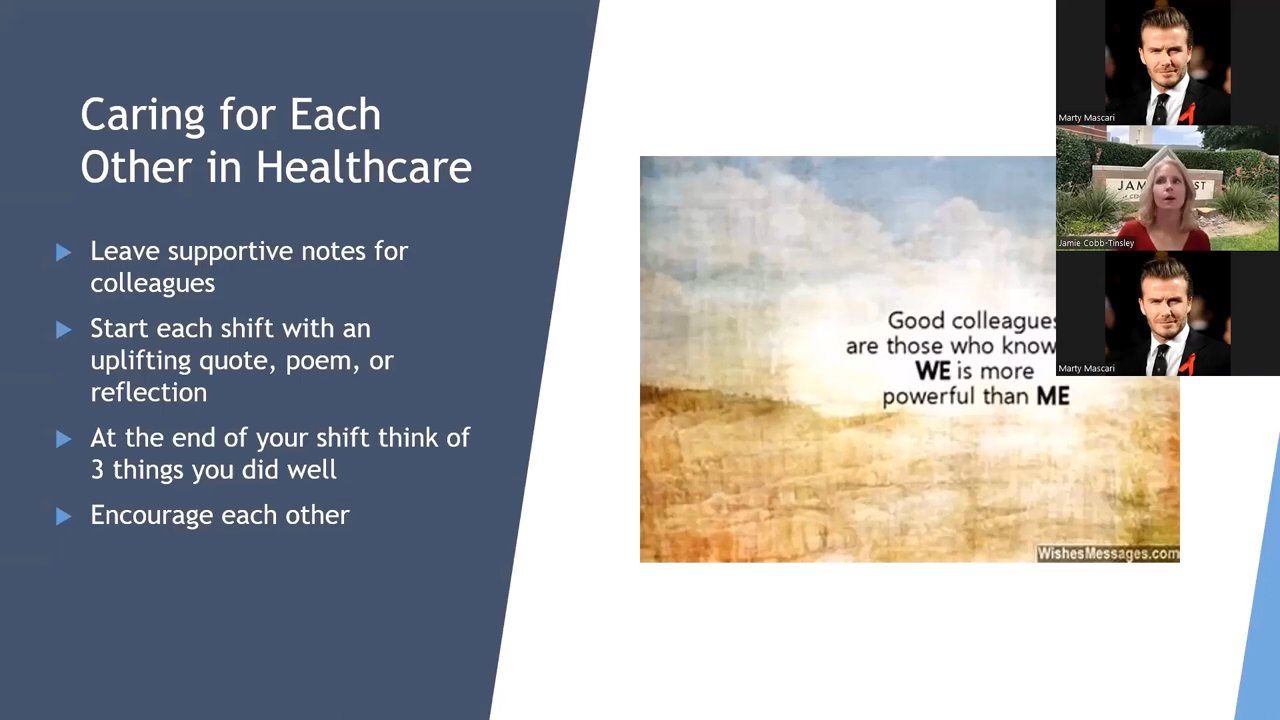 Caring for Each
Other in Healthcare
Leave supportive notes for
colleagues
Start each shift with an
uplifting quote, poem, or
reflection
At the end of your shift think of
3 things you did well
Encourage each other
Good colleagues
are those who know
WE is more
powerful than ME
WishesMessages.com
Marty Mascari
Jamie Cobb-Tinsley
Marty Mascari